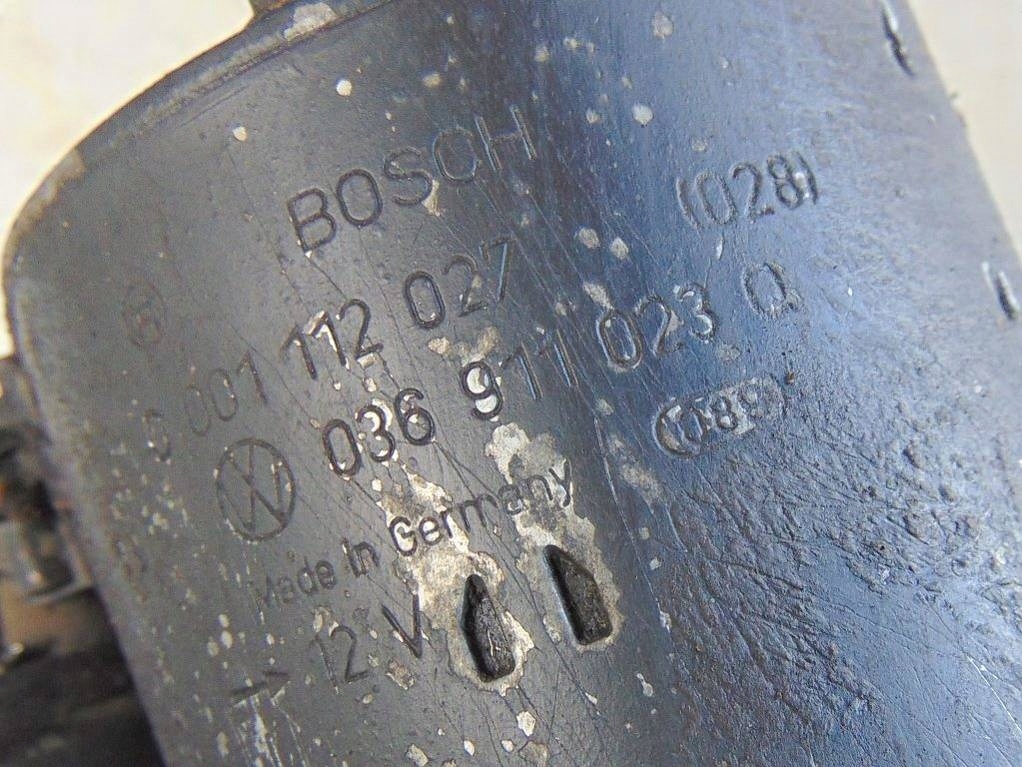 BOSCH
0 001 112 027 (028)
036 911 023 Q
(089)
Made in Germany
12 V